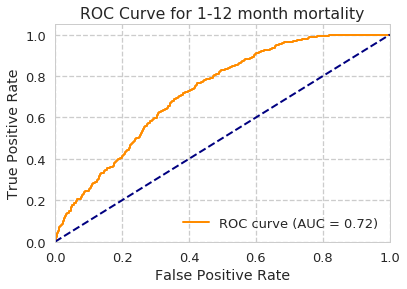 ROC Curve for 1-12 month mortality
True Positive Rate
1.0
0.8
0.6
0.4
0.2
0.0
ROC curve (AUC = 0.72)
0.0 0.2 0.4 0.6 0.8 1.0
False Positive Rate